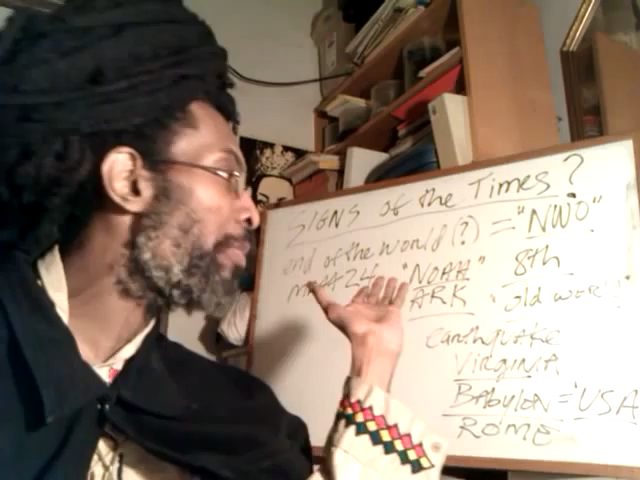 SIGNS of the Times?
end of the world (?) = "NWO"
"NOAH" 8th
ARK "old world"
Earthquake
VIRGINIA
BABYLON = "USA
ROME